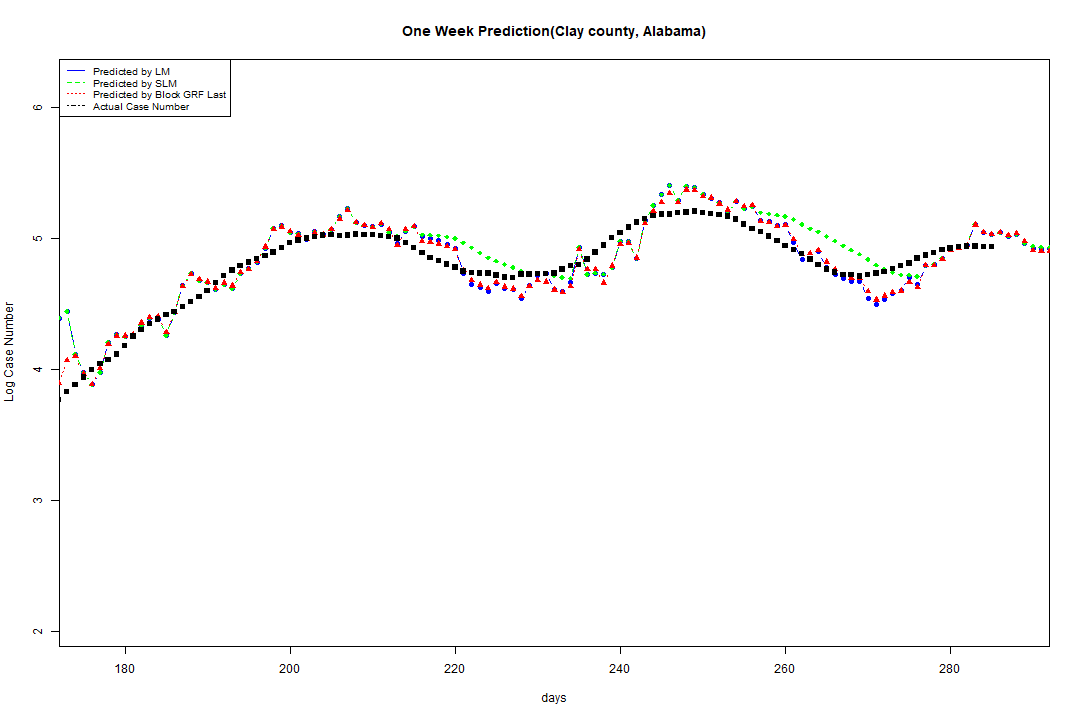 One Week Prediction(Clay county, Alabama)
Predicted by LM
Predicted by SLM
Predicted by Block GRF Last
Actual Case Number
6
5
4
3
2
Log Case Number
180 200 220 240 260 280
days